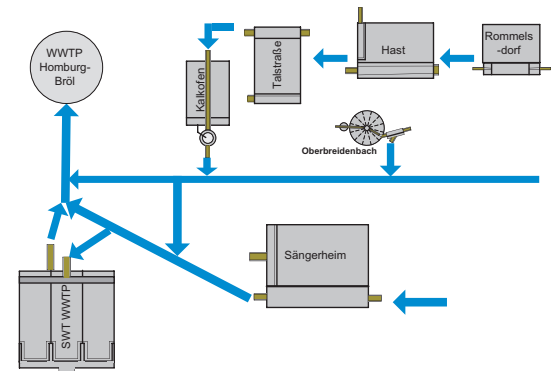 WWTP
Homburg-
Bröl
Kalkofen
Talstraße
Hast
Rommels
-dorf
Oberbreidenbach
Sängerheim
SWT WWTP